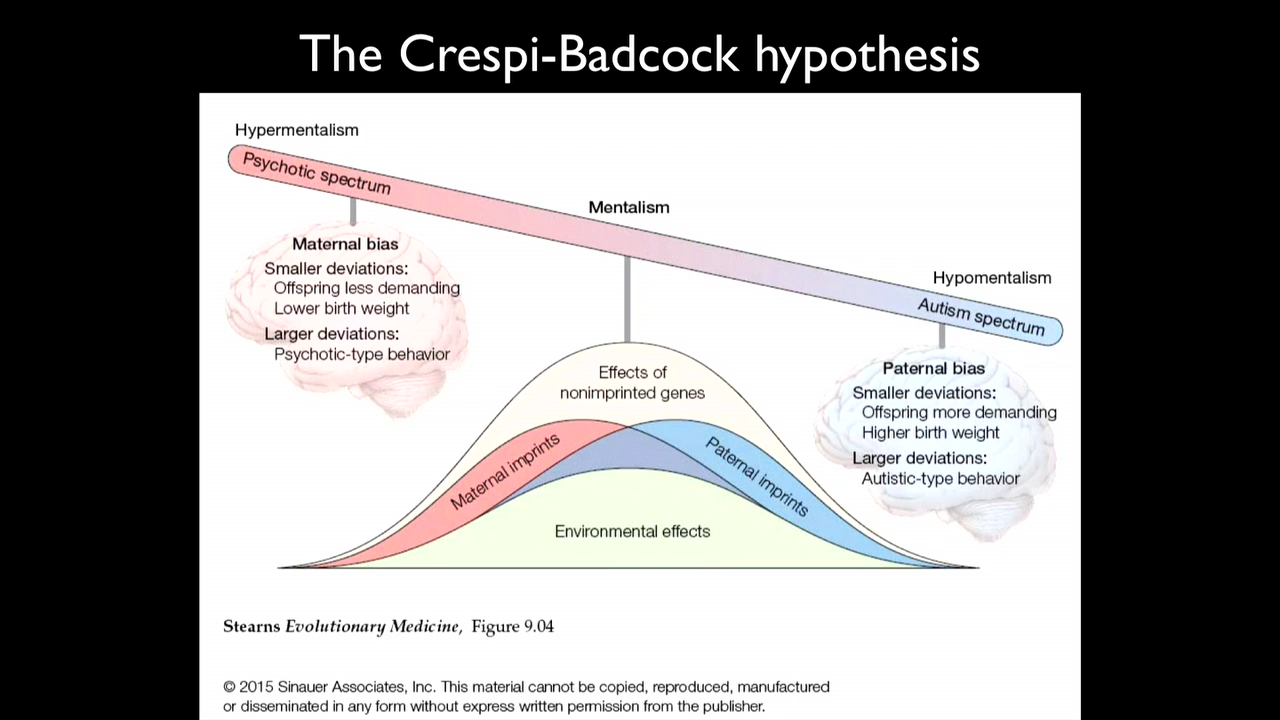 The Crespi-Badcock hypothesis
Hypermentalism
Psychotic spectrum
Mentalism
Hypomentalism
Autism spectrum
Maternal bias
Smaller deviations:
Offspring less demanding
Lower birth weight
Larger deviations:
Psychotic-type behavior
Paternal bias
Smaller deviations:
Offspring more demanding
Higher birth weight
Larger deviations:
Autistic-type behavior
Effects of
nonimprinted genes
Maternal imprints
Paternal imprints
Environmental effects
Stearns Evolutionary Medicine, Figure 9.04
© 2015 Sinauer Associates, Inc. This material cannot be copied, reproduced, manufactured
or disseminated in any form without express written permission from the publisher.